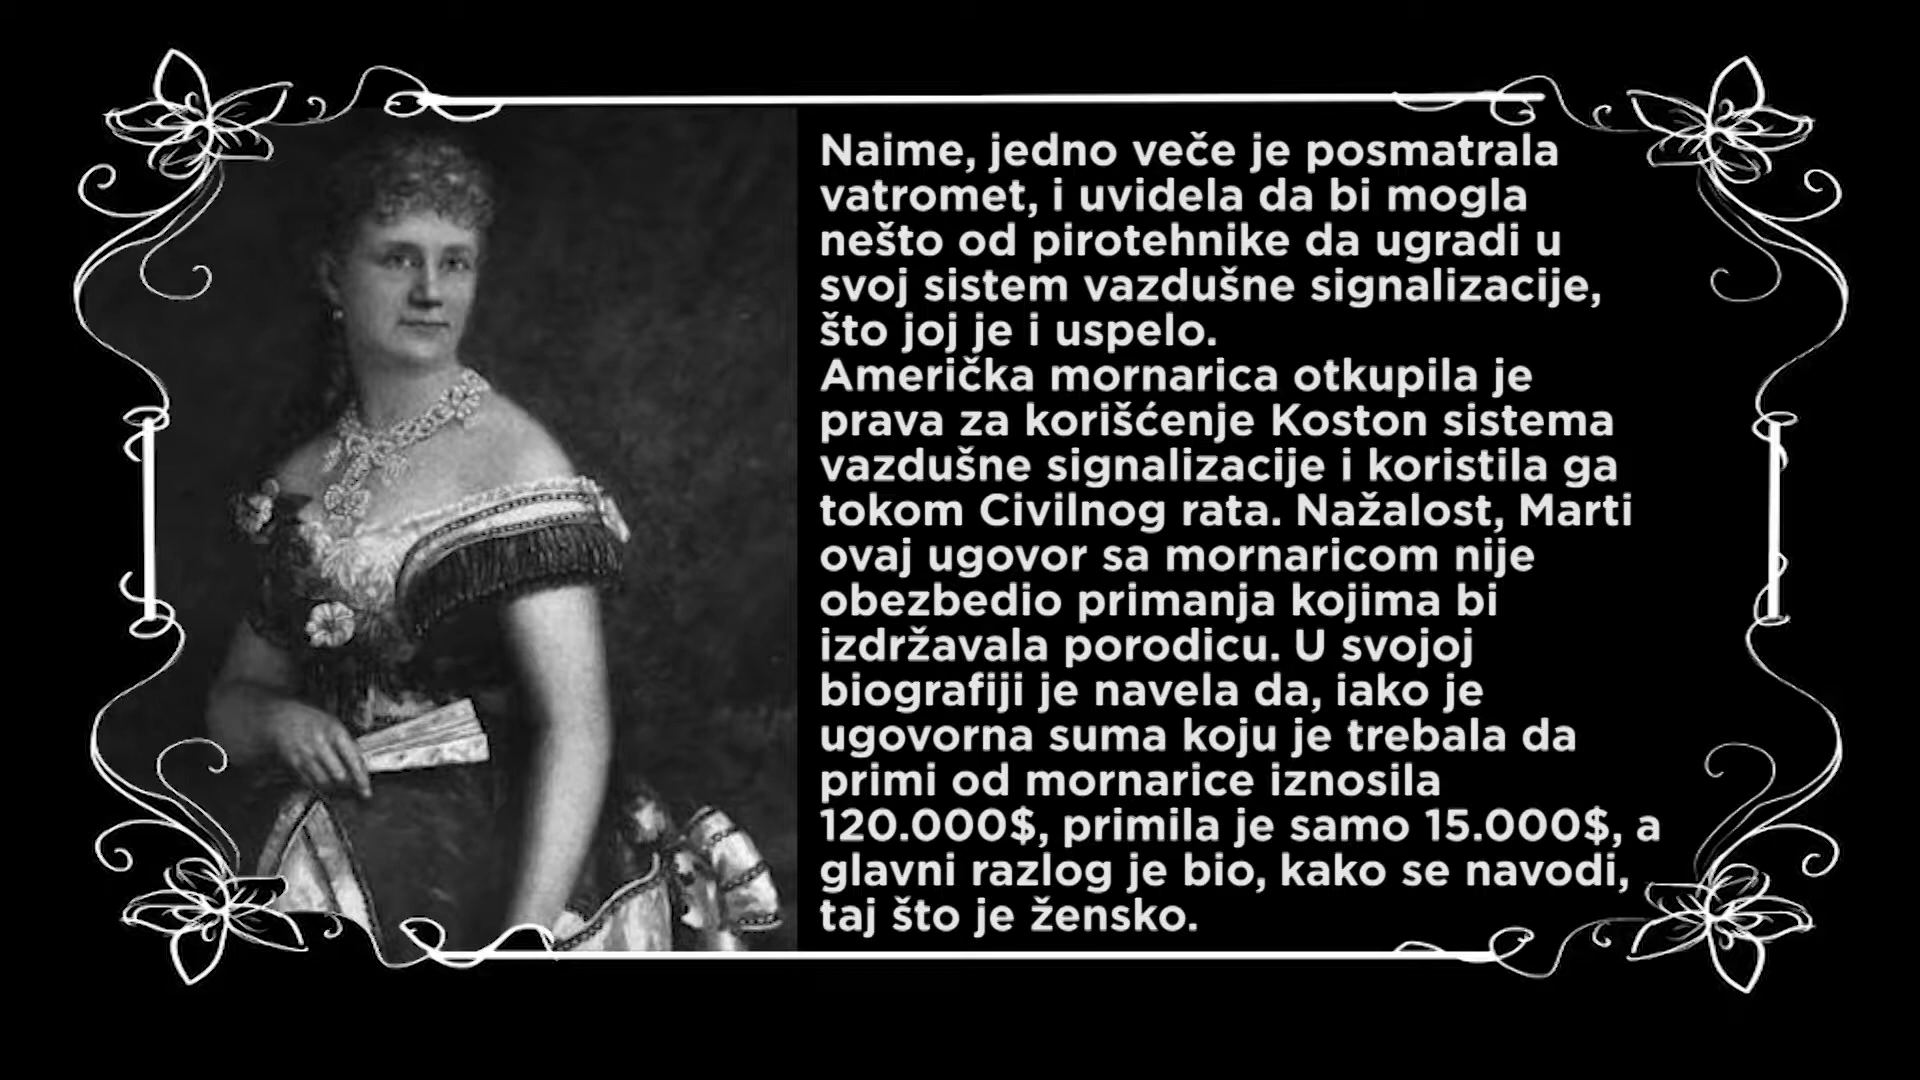 Naime, jedno veče je posmatrala
vatromet, i uvidela da bi mogla
nešto od pirotehnike da ugradi u
svoj sistem vazdušne signalizacije,
što joj je i uspelo.
Američka mornarica otkupila je
prava za korišćenje Koston sistema
vazdušne signalizacije i koristila ga
tokom Civilnog rata. Nažalost, Marti
ovaj ugovor sa mornaricom nije
obezbedio primanja kojima bi
izdržavala porodicu. U svojoj
biografiji je navela da, iako je
ugovorna suma koju je trebala da
primi od mornarice iznosila
120.000$, primila je samo 15.000$, a
glavni razlog je bio, kako se navodi,
taj što je žensko.